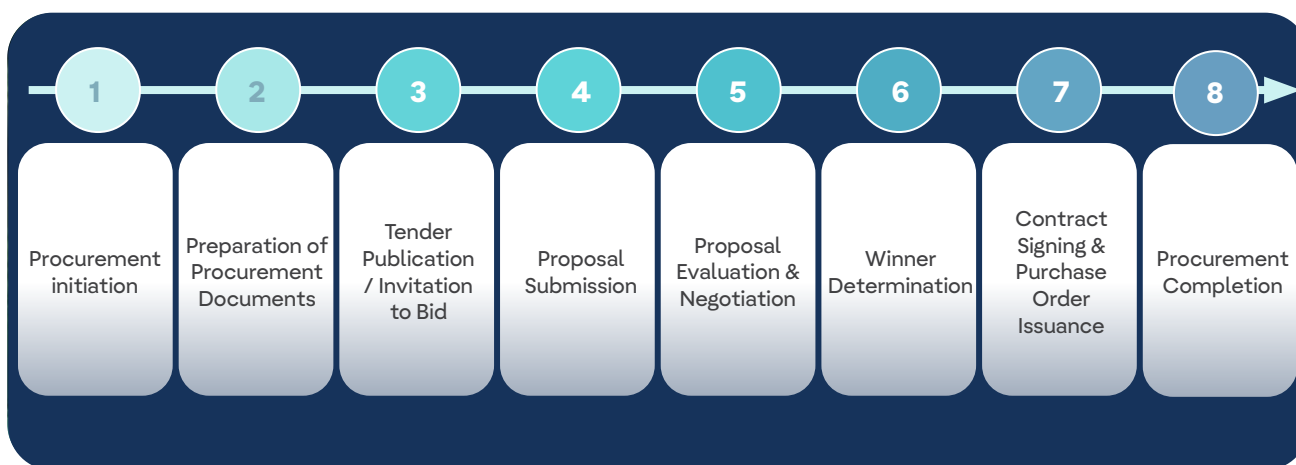 1
2
3
4
5
6
7
8
Procurement
initiation
Preparation of
Procurement
Documents
Tender
Publication
/ Invitation
to Bid
Proposal
Submission
Proposal
Evaluation &
Negotiation
Winner
Determination
Contract
Signing &
Purchase
Order
Issuance
Procurement
Completion